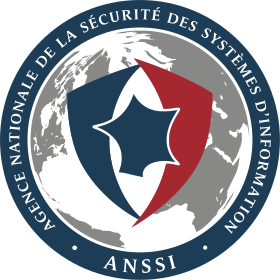 AGENCE NATIONALE DE LA SÉCURITÉ DES SYSTÈMES D'INFORMATION
· ANSSI ·